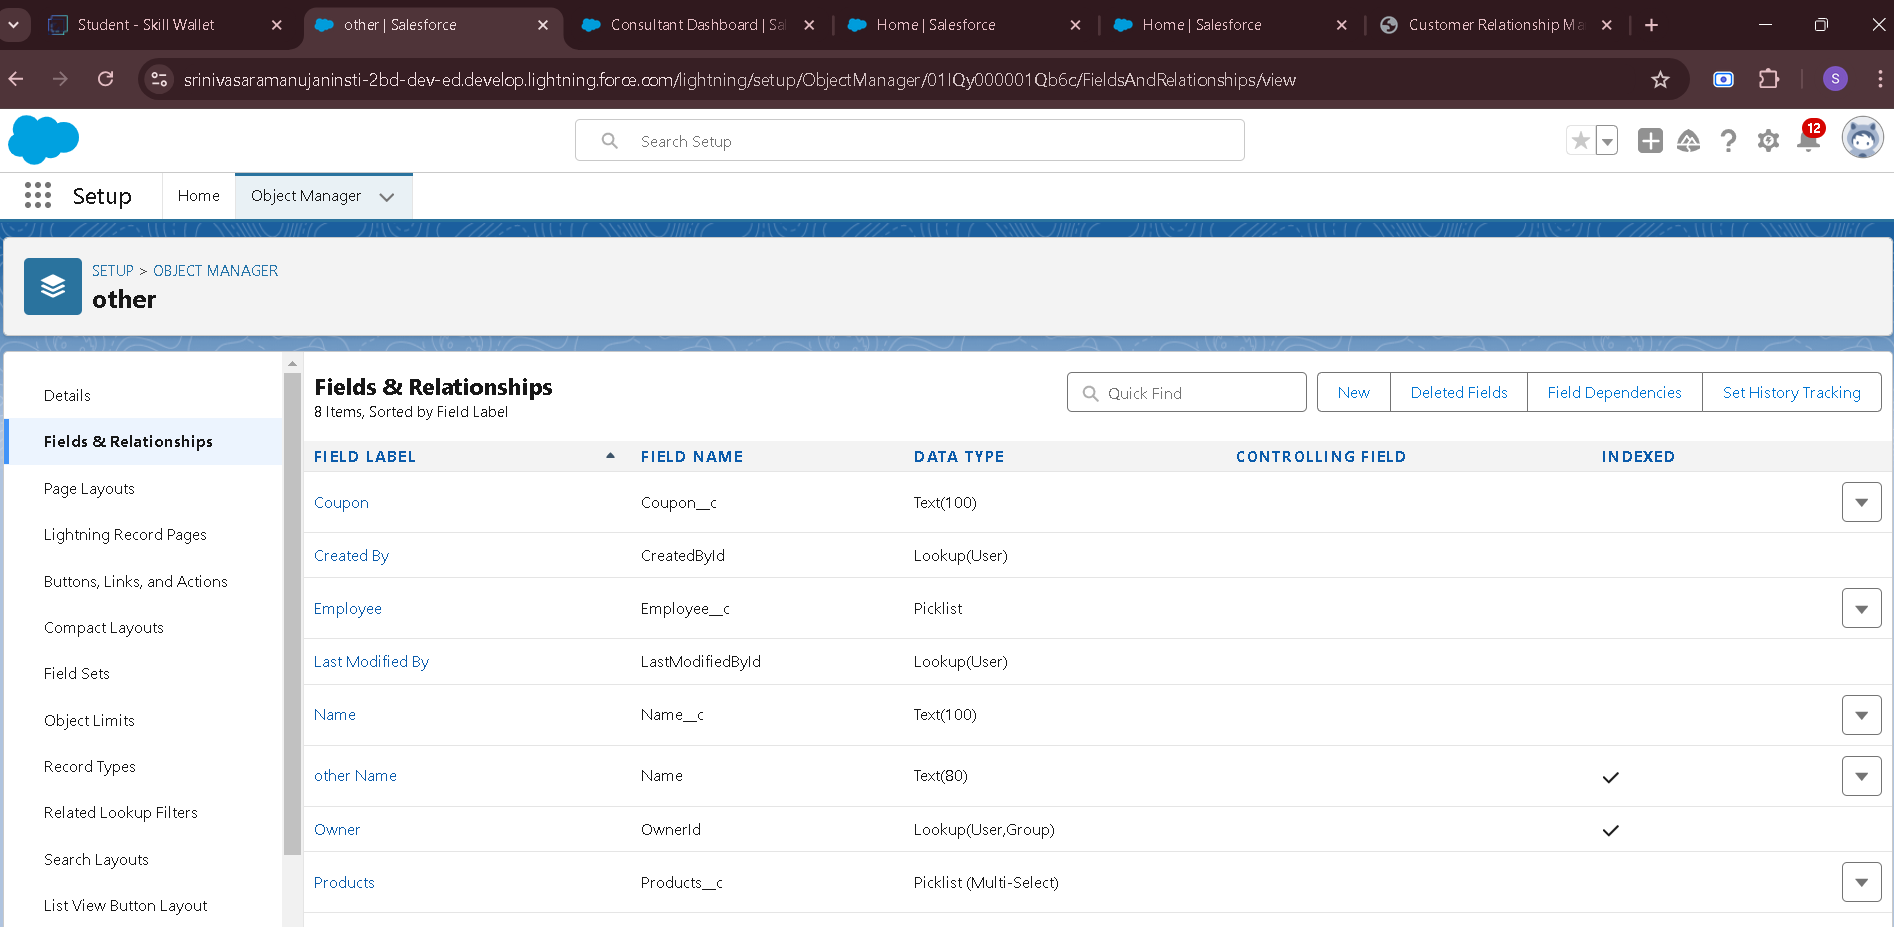 Student - Skill Wallet
other | Salesforce
Consultant Dashboard | Sal
Home | Salesforce
Home | Salesforce
Customer Relationship Ma
srinivasaramanujaninsti-2bd-dev-ed.develop.lightning.force.com/lightning/setup/ObjectManager/01IQy000001Qb6c/FieldsAndRelationships/view
S
Search Setup
12
Setup
Home
Object Manager
SETUP > OBJECT MANAGER
other
Details
Fields & Relationships
Page Layouts
Lightning Record Pages
Buttons, Links, and Actions
Compact Layouts
Field Sets
Object Limits
Record Types
Related Lookup Filters
Search Layouts
List View Button Layout
Fields & Relationships
8 Items, Sorted by Field Label
Quick Find
New
Deleted Fields
Field Dependencies
Set History Tracking
FIELD LABEL FIELD NAME DATA TYPE CONTROLLING FIELD INDEXED
Coupon Coupon__c Text(100)
Created By CreatedById Lookup(User)
Employee Employee__c Picklist
Last Modified By LastModifiedById Lookup(User)
Name Name__c Text(100)
other Name Name Text(80)
Owner OwnerId Lookup(User,Group)
Products Products__c Picklist (Multi-Select)